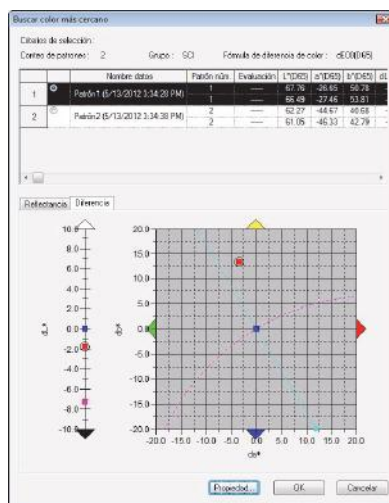 Buscar color más cercano
Criterios de selección:
Conteo de patrones: 2 Grupo: SCI Fórmula de diferencia de color: dE00(D65)
Nombre datos Patrón núm. Evaluación L*(D65) a*(D65) b*(D65) dL
1 Patrón1 (5/13/2012 3:34:28 PM) 1 ---- 67.76 -26.65 50.78
1 ---- 66.49 -27.46 53.81
2 Patrón2 (5/13/2012 3:34:38 PM) 2 ---- 62.27 -44.67 40.68
2 ---- 61.05 -46.33 42.79
Reflectancia Diferencia
10.0
8.0
6.0
4.0
2.0
0.0
-2.0
-4.0
-6.0
-8.0
-10.0
dL*
20.0
15.0
10.0
5.0
0.0
-5.0
-10.0
-15.0
-20.0
db*
-20.0 -15.0 -10.0 -5.0 0.0 5.0 10.0 15.0 20.0
da*
Propiedad... OK Cancelar